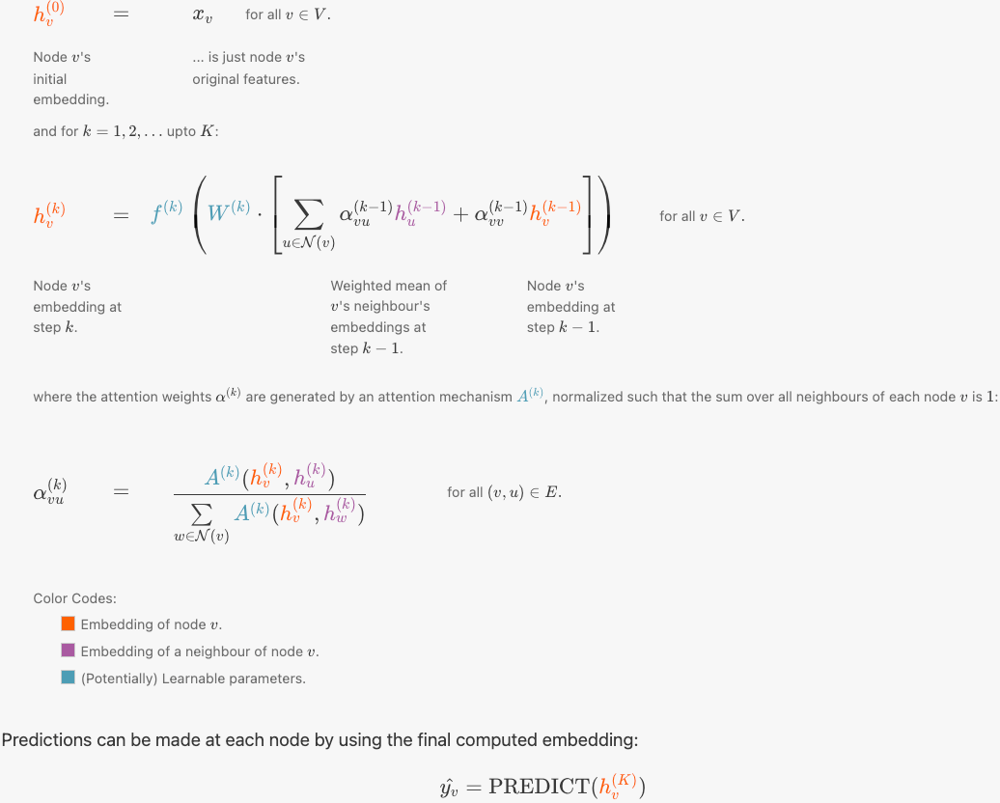 h_v^{(0)} = x_v for all v ∈ V.
Node v's ... is just node v's
initial original features.
embedding.
and for k = 1, 2, … upto K:
h_v^{(k)} = f^{(k)} ( W^{(k)} · [ ∑_{u∈𝒩(v)} α_{vu}^{(k−1)} h_u^{(k−1)} + α_{vv}^{(k−1)} h_v^{(k−1)} ] ) for all v ∈ V.
Node v's Weighted mean of Node v's
embedding at v's neighbour's embedding at
step k. embeddings at step k − 1.
step k − 1.
where the attention weights α^{(k)} are generated by an attention mechanism A^{(k)}, normalized such that the sum over all neighbours of each node v is 1:
α_{vu}^{(k)} = A^{(k)}(h_v^{(k)}, h_u^{(k)}) / ∑_{w∈𝒩(v)} A^{(k)}(h_v^{(k)}, h_w^{(k)}) for all (v, u) ∈ E.
Color Codes:
Embedding of node v.
Embedding of a neighbour of node v.
(Potentially) Learnable parameters.
Predictions can be made at each node by using the final computed embedding:
ŷ_v = PREDICT(h_v^{(K)})